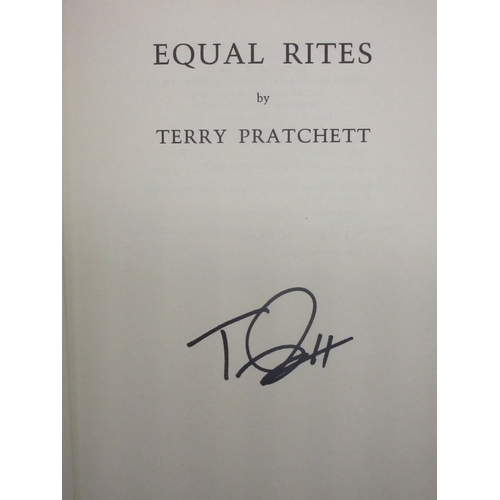 EQUAL RITES
by
TERRY PRATCHETT